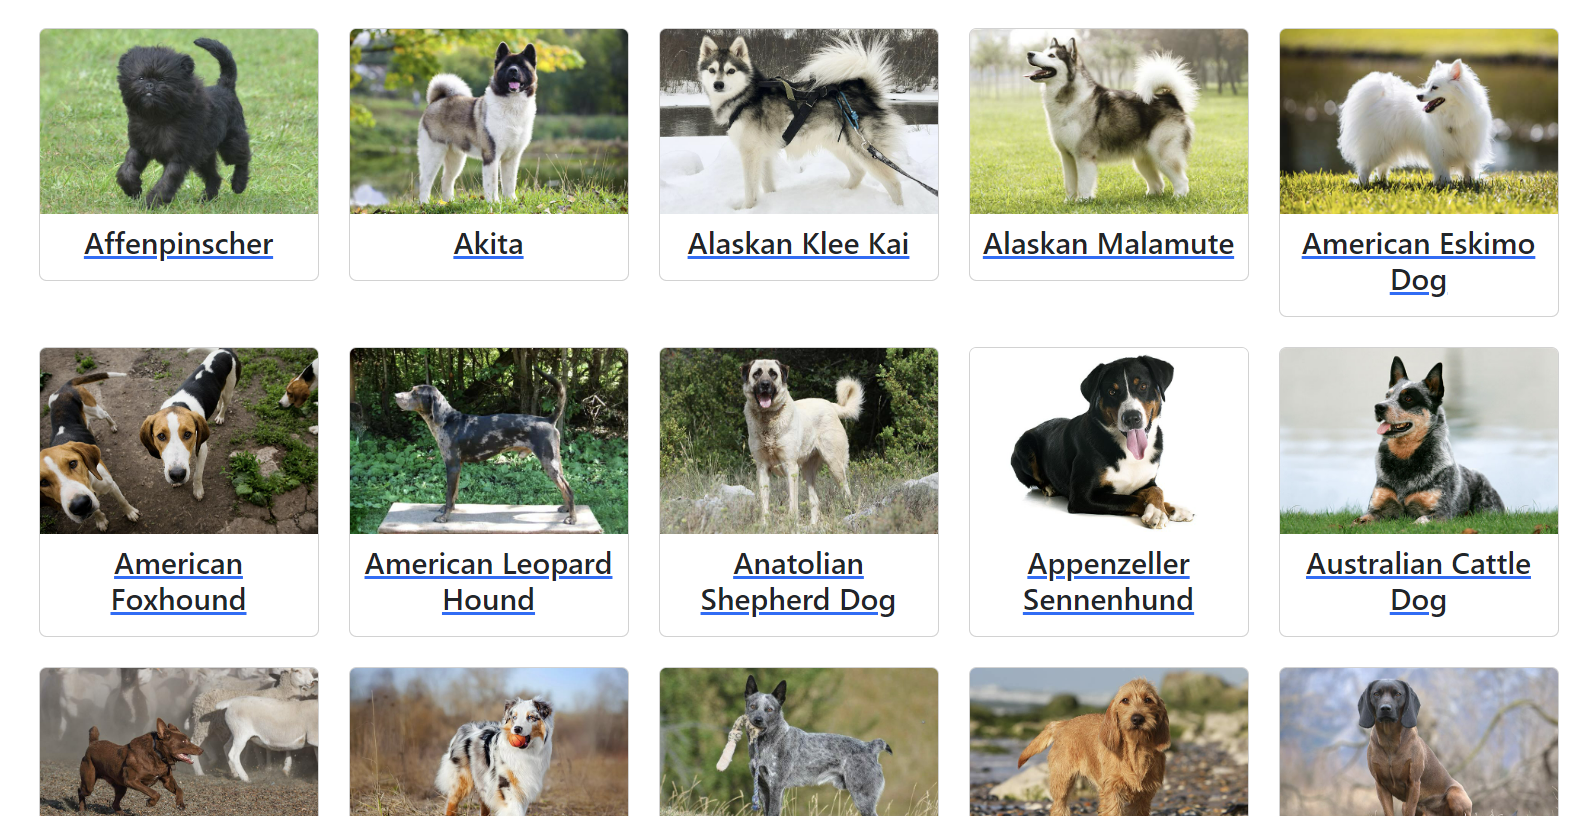 Affenpinscher
Akita
Alaskan Klee Kai
Alaskan Malamute
American Eskimo
Dog
American
Foxhound
American Leopard
Hound
Anatolian
Shepherd Dog
Appenzeller
Sennenhund
Australian Cattle
Dog